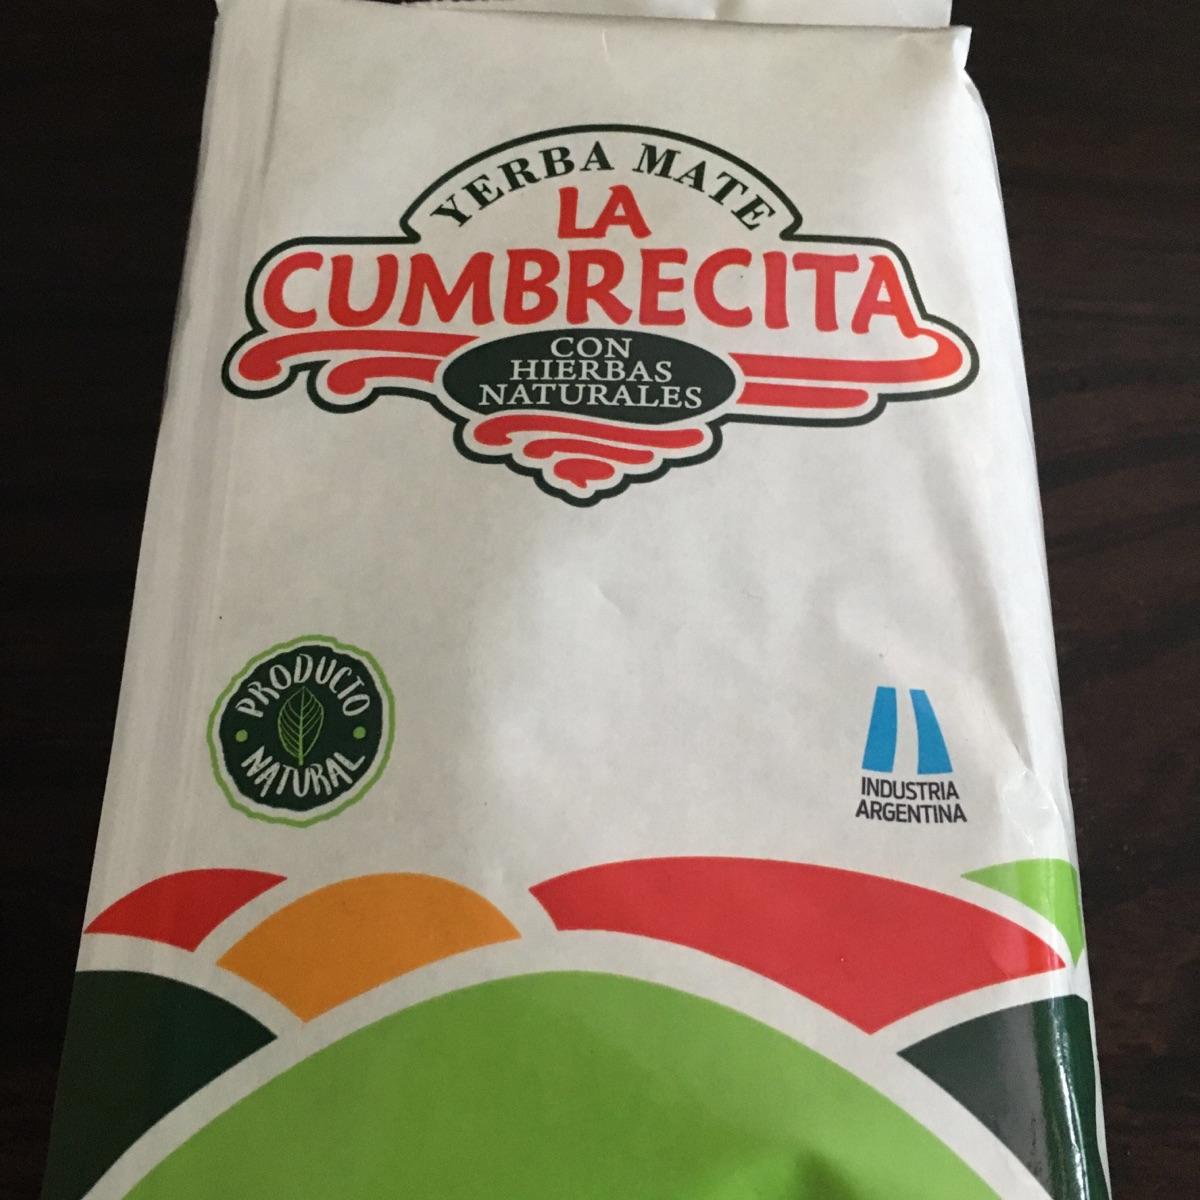 YERBA MATE
LA
CUMBRECITA
CON
HIERBAS
NATURALES
PRODUCTO
NATURAL
INDUSTRIA
ARGENTINA